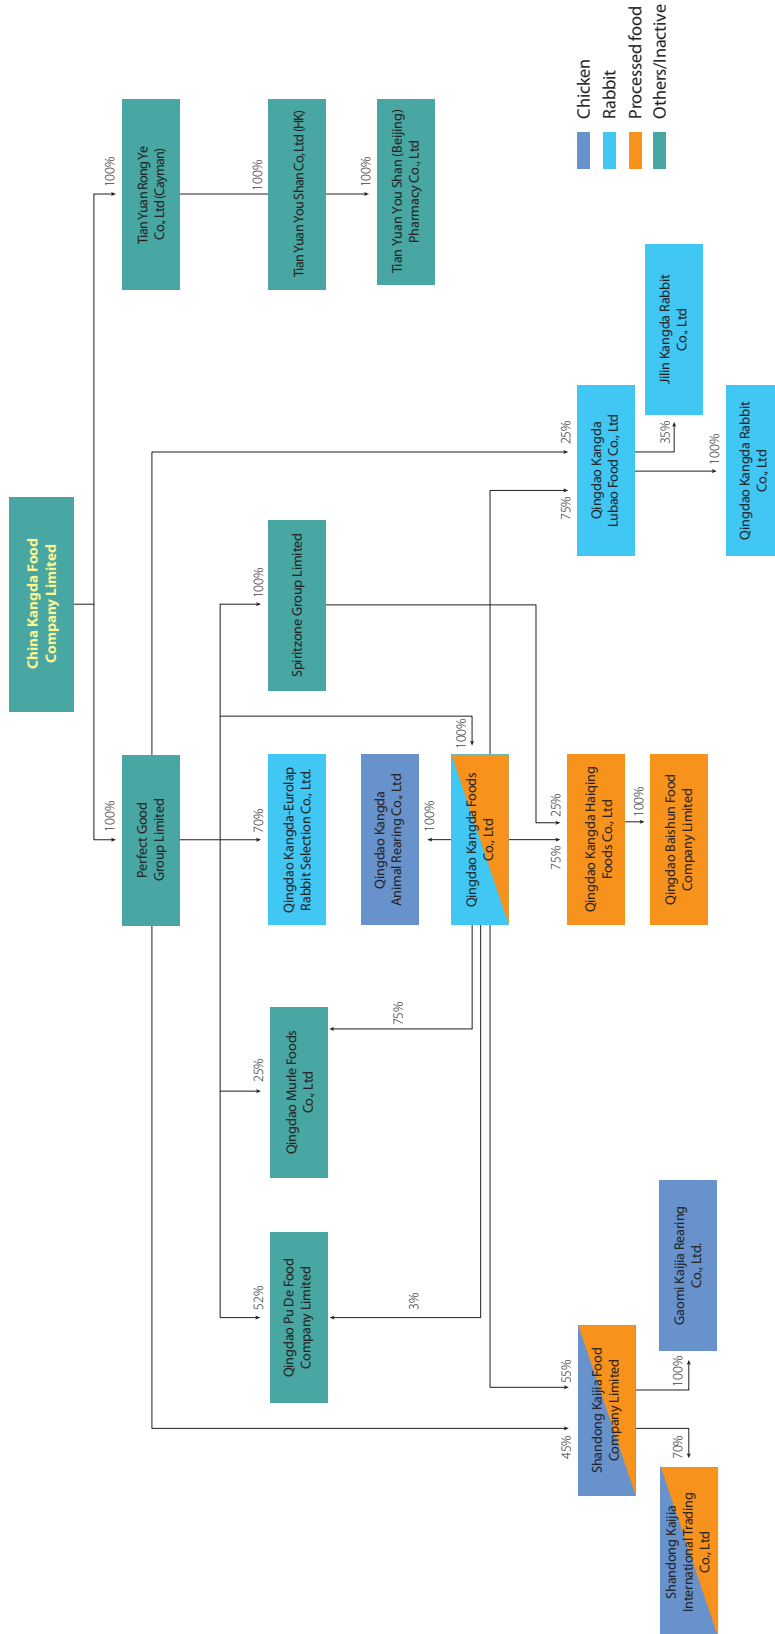 China Kangda Food
Company Limited
100%
100%
Perfect Good
Group Limited
Tian Yuan Rong Ye
Co., Ltd (Cayman)
52%
25%
70%
100%
100%
Qingdao Pu De Food
Company Limited
Qingdao Murle Foods
Co., Ltd
Qingdao Kangda-Eurolap
Rabbit Selection Co., Ltd.
Spiritzone Group Limited
Tian Yuan You Shan Co, Ltd (HK)
100%
Qingdao Kangda
Animal Rearing Co., Ltd
Tian Yuan You Shan (Beijing)
Pharmacy Co., Ltd
3%
75%
100%
100%
Qingdao Kangda Foods
Co., Ltd
45%
55%
75%
25%
75%
25%
Shandong Kaijia Food
Company Limited
Qingdao Kangda Haiqing
Foods Co., Ltd
Qingdao Kangda
Lubao Food Co., Ltd
70%
100%
100%
35%
100%
Shandong Kaijia
International Trading
Co., Ltd
Gaomi Kaijia Rearing
Co., Ltd.
Qingdao Baishun Food
Company Limited
Jilin Kangda Rabbit
Co., Ltd
Qingdao Kangda Rabbit
Co., Ltd
Chicken
Rabbit
Processed food
Others/Inactive